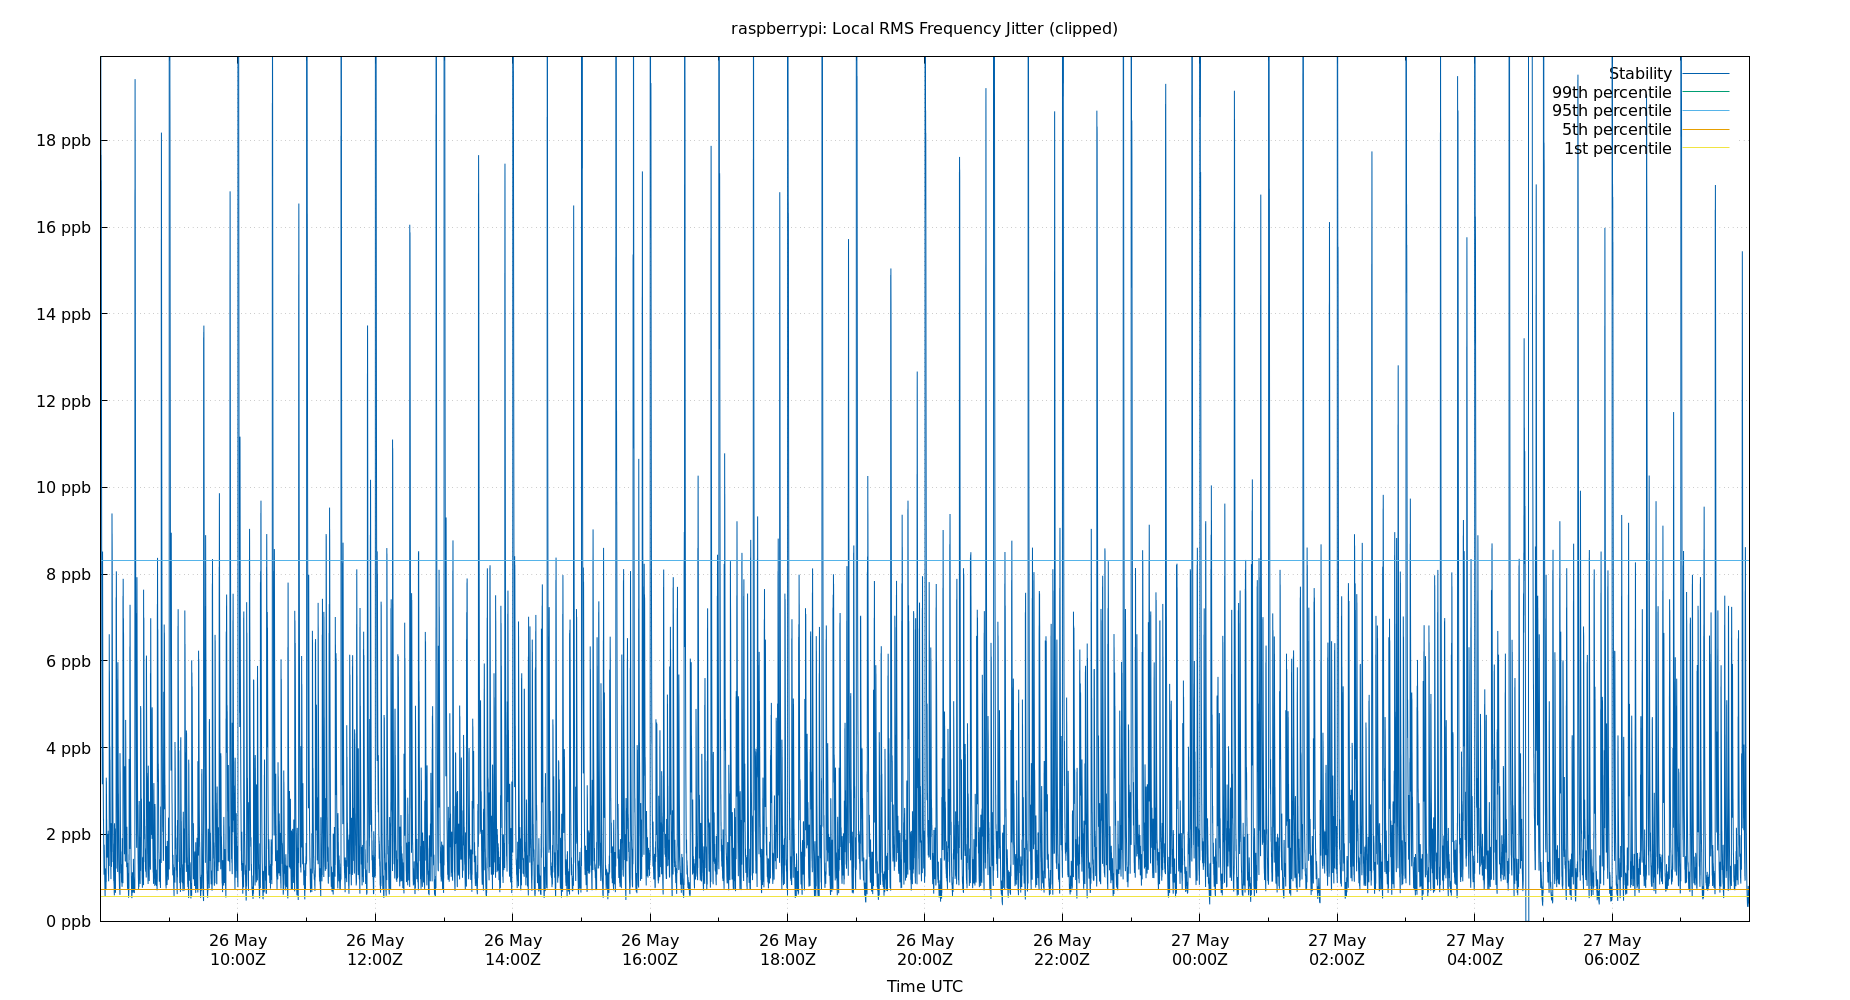 raspberrypi: Local RMS Frequency Jitter (clipped)
Stability
99th percentile
95th percentile
5th percentile
1st percentile
18 ppb
16 ppb
14 ppb
12 ppb
10 ppb
8 ppb
6 ppb
4 ppb
2 ppb
0 ppb
26 May 26 May 26 May 26 May 26 May 26 May 26 May 27 May 27 May 27 May 27 May
10:00Z 12:00Z 14:00Z 16:00Z 18:00Z 20:00Z 22:00Z 00:00Z 02:00Z 04:00Z 06:00Z
Time UTC